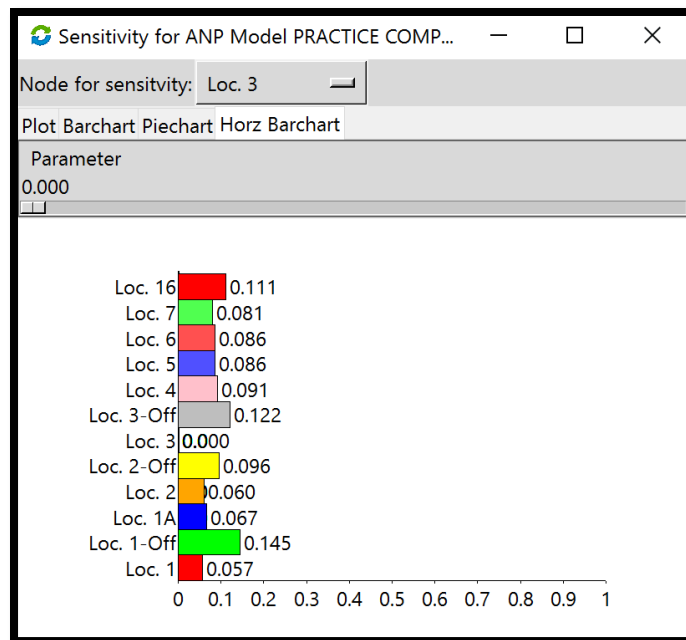 Sensitivity for ANP Model PRACTICE COMP...
Node for sensitvity: Loc. 3
Plot Barchart Piechart Horz Barchart
Parameter
0.000
Loc. 16 0.111
Loc. 7 0.081
Loc. 6 0.086
Loc. 5 0.086
Loc. 4 0.091
Loc. 3-Off 0.122
Loc. 3 0.000
Loc. 2-Off 0.096
Loc. 2 0.060
Loc. 1A 0.067
Loc. 1-Off 0.145
Loc. 1 0.057
0 0.1 0.2 0.3 0.4 0.5 0.6 0.7 0.8 0.9 1